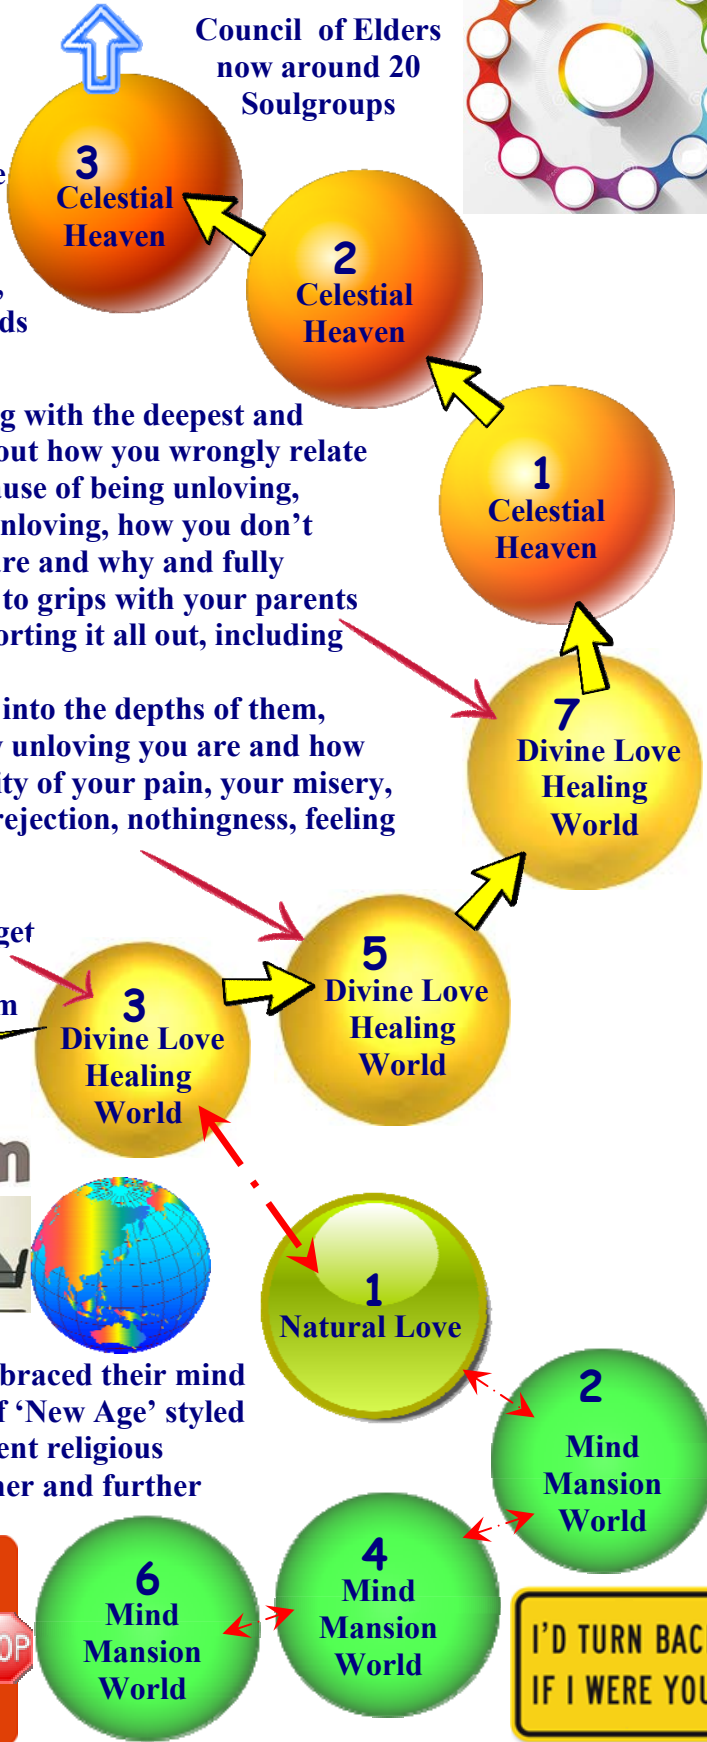 Council of Elders
now around 20
Soulgroups
3
Celestial
Heaven
2
Celestial
Heaven
g with the deepest and
out how you wrongly relate
ause of being unloving,
nloving, how you don't
are and why and fully
to grips with your parents
orting it all out, including
1
Celestial
Heaven
into the depths of them,
unloving you are and how
ity of your pain, your misery,
rejection, nothingness, feeling
7
Divine Love
Healing
World
get
5
Divine Love
Healing
World
3
Divine Love
Healing
World
1
Natural Love
braced their mind
f 'New Age' styled
ent religious
her and further
2
Mind
Mansion
World
4
Mind
Mansion
World
6
Mind
Mansion
World
OP
I'D TURN BAC
IF I WERE YOU